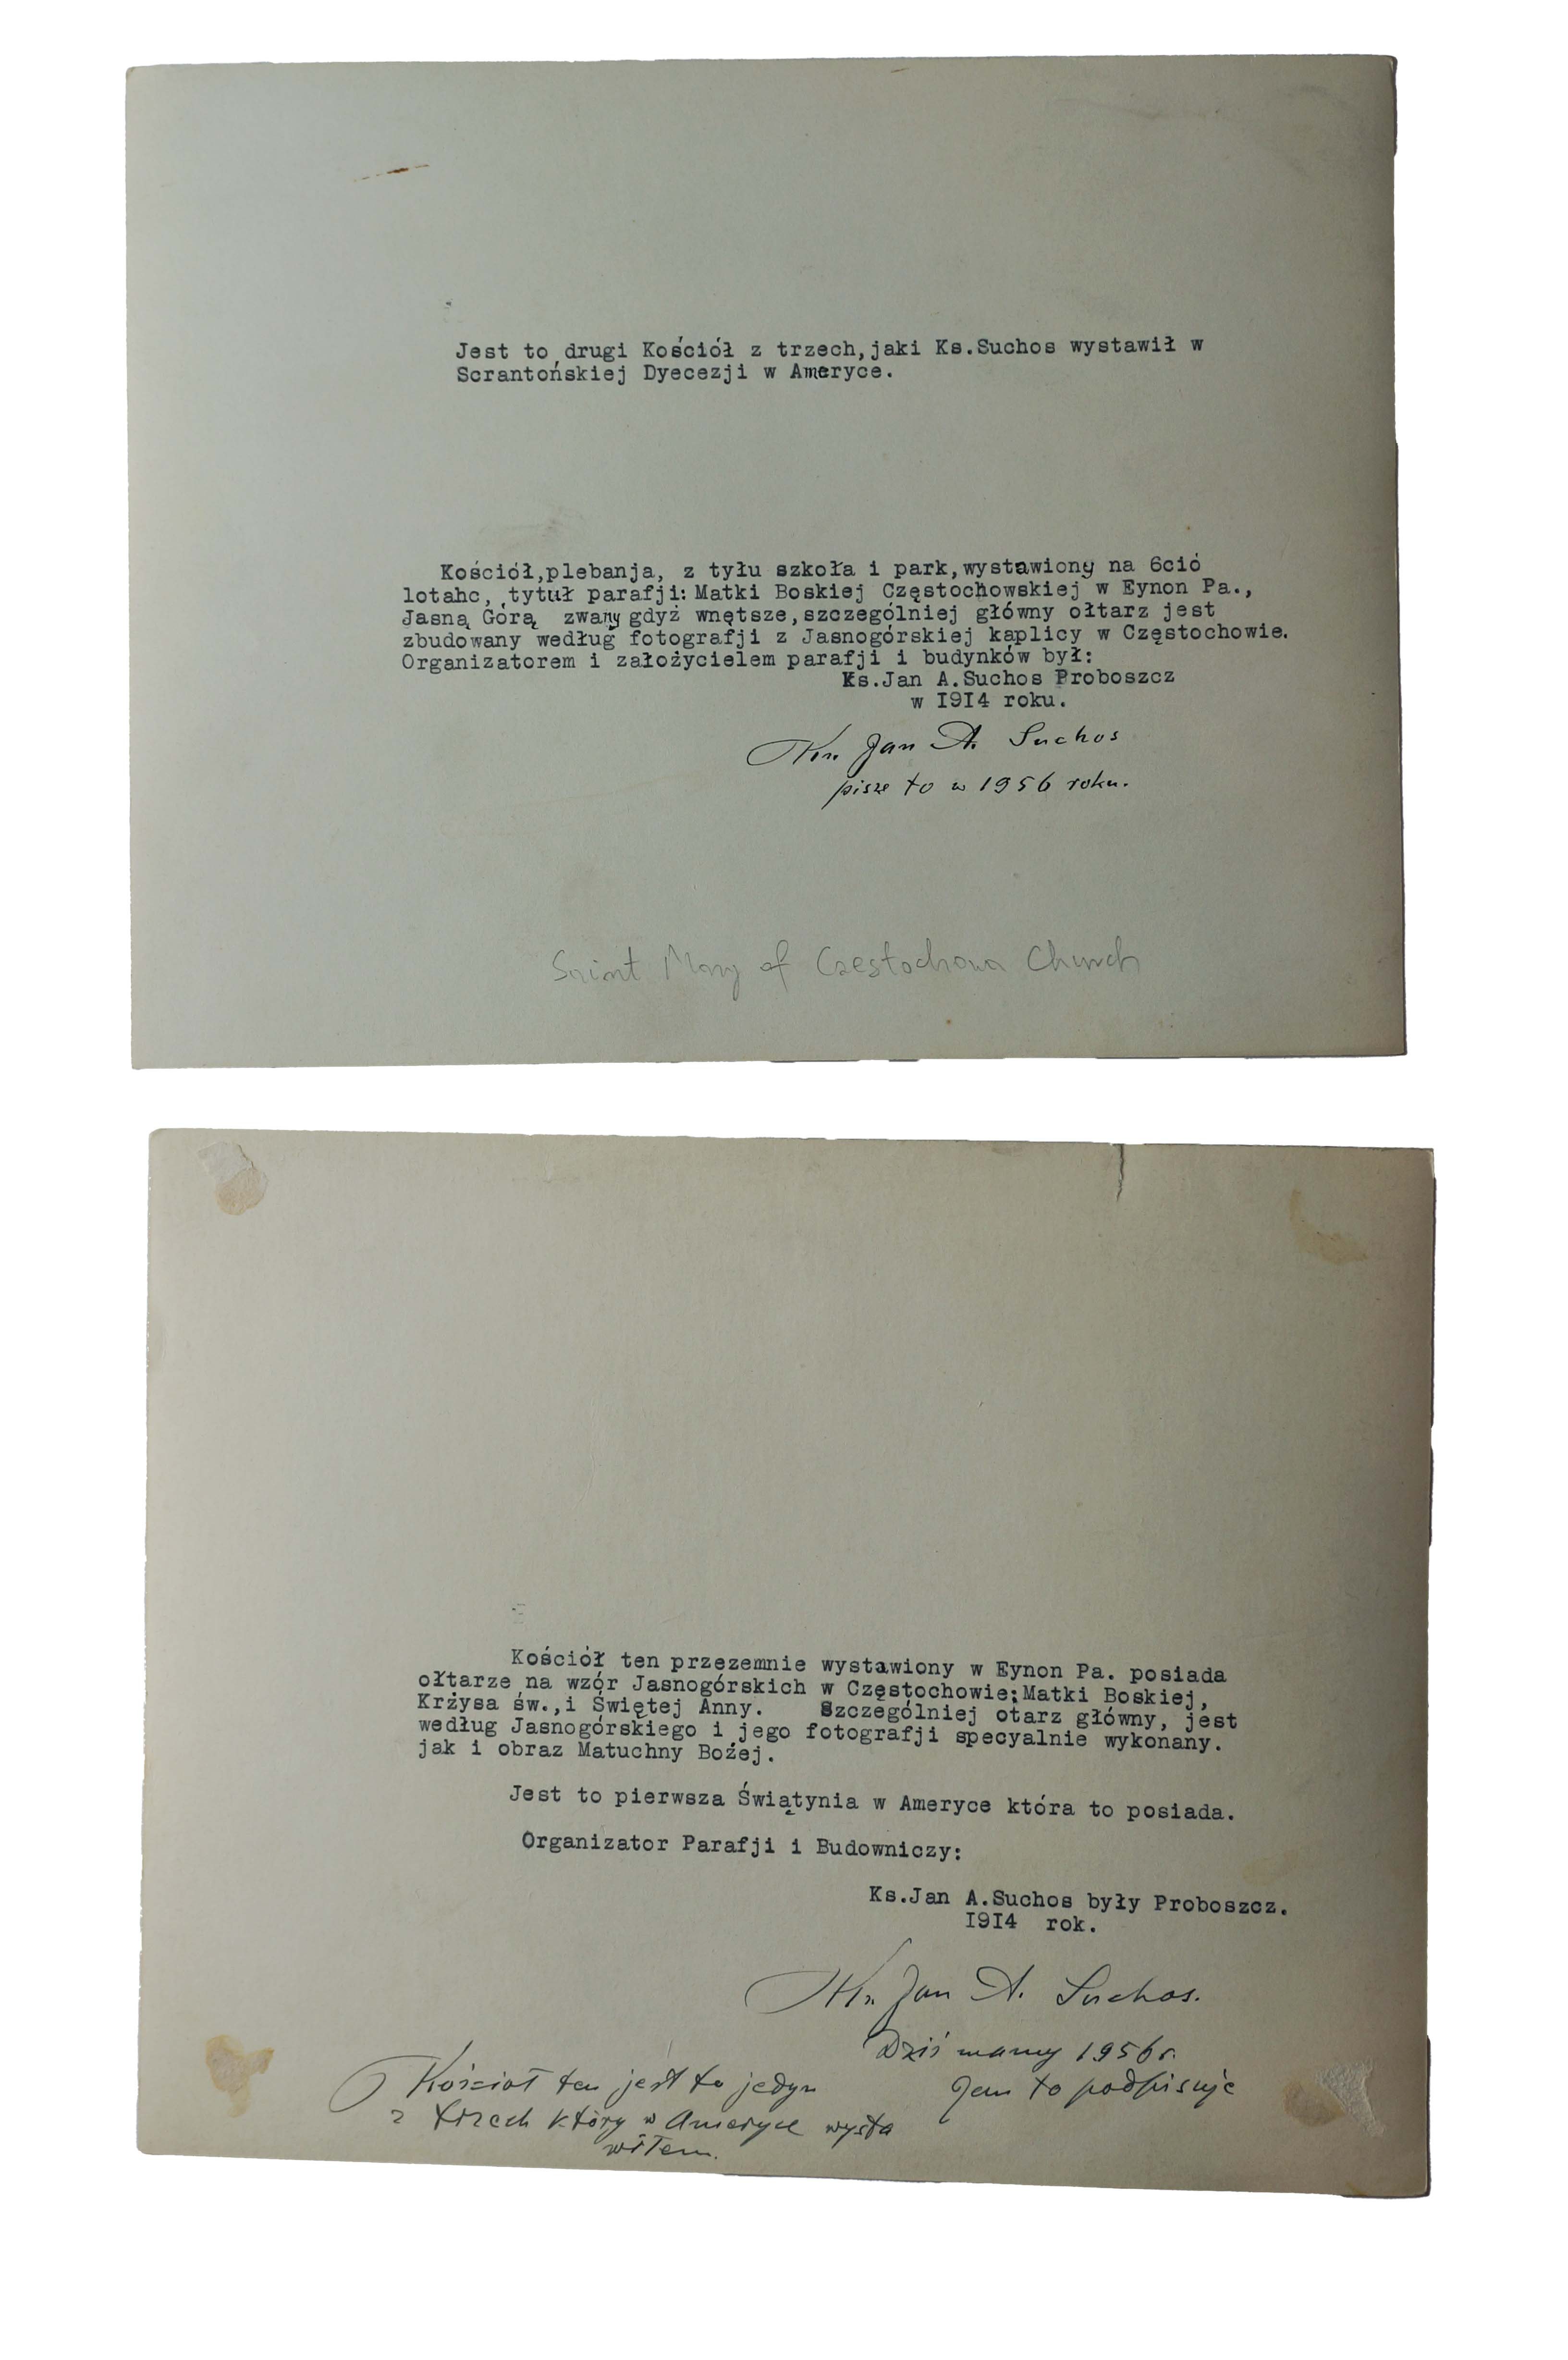 Jest to drugi Kościół z trzech,jaki Ks.Suchos wystawił w
Scrantońskiej Dyecezji w Ameryce.
Kościół,plebanja, z tyłu szkoła i park,wystawiony na 6ció
lotahc, tytuł parafji: Matki Boskiej Częstochowskiej w Eynon Pa.,
Jasną Górą zwany gdyż wnętsze,szczególniej główny ołtarz jest
zbudowany według fotografji z Jasnogórskiej kaplicy w Częstochowie.
Organizatorem i założycielem parafji i budynków był:
Ks.Jan A.Suchos Proboszcz
w I9I4 roku.
Ks. Jan A. Suchos
pisze to w 1956 roku.
Saint Mary of Czestochowa Church
Kościół ten przezemnie wystawiony w Eynon Pa. posiada
ołtarze na wzór Jasnogórskich w Częstochowie:Matki Boskiej,
Krżysa św.,i Świętej Anny. Szczególniej otarz główny, jest
według Jasnogórskiego i jego fotografji specyalnie wykonany.
jak i obraz Matuchny Bożej.
Jest to pierwsza Świątynia w Ameryce która to posiada.
Organizator Parafji i Budowniczy:
Ks.Jan A.Suchos były Proboszcz.
I9I4 rok.
Ks. Jan A. Suchos.
Dziś mamy 1956 r.
Jam to podpisuję
Kościoł ten jest to jedyn
z trzech który w Ameryce wysta
wiłem.